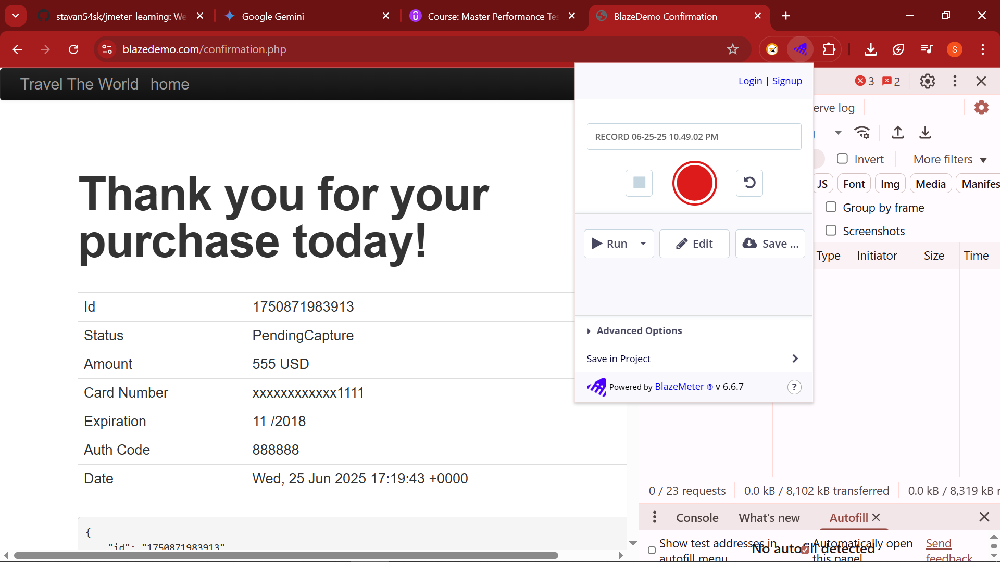 stavan54sk/jmeter-learning: We
Google Gemini
Course: Master Performance Tes
BlazeDemo Confirmation
blazedemo.com/confirmation.php
S
Travel The World home
Thank you for your
purchase today!
Id 1750871983913
Status PendingCapture
Amount 555 USD
Card Number xxxxxxxxxxxx1111
Expiration 11 /2018
Auth Code 888888
Date Wed, 25 Jun 2025 17:19:43 +0000
{
"id": "1750871983913"
Login | Signup
RECORD 06-25-25 10.49.02 PM
Run
Edit
Save ...
Advanced Options
Save in Project
Powered by BlazeMeter ® v 6.6.7
?
3 2
erve log
Invert More filters
JS Font Img Media Manifes
Group by frame
Screenshots
Type Initiator Size Time
0 / 23 requests 0.0 kB / 8,102 kB transferred 0.0 kB / 8,319 kB r
Console What's new Autofill
Show test addresses in
autofill menu
No autofill detected
Automatically open
this panel
Send
feedback